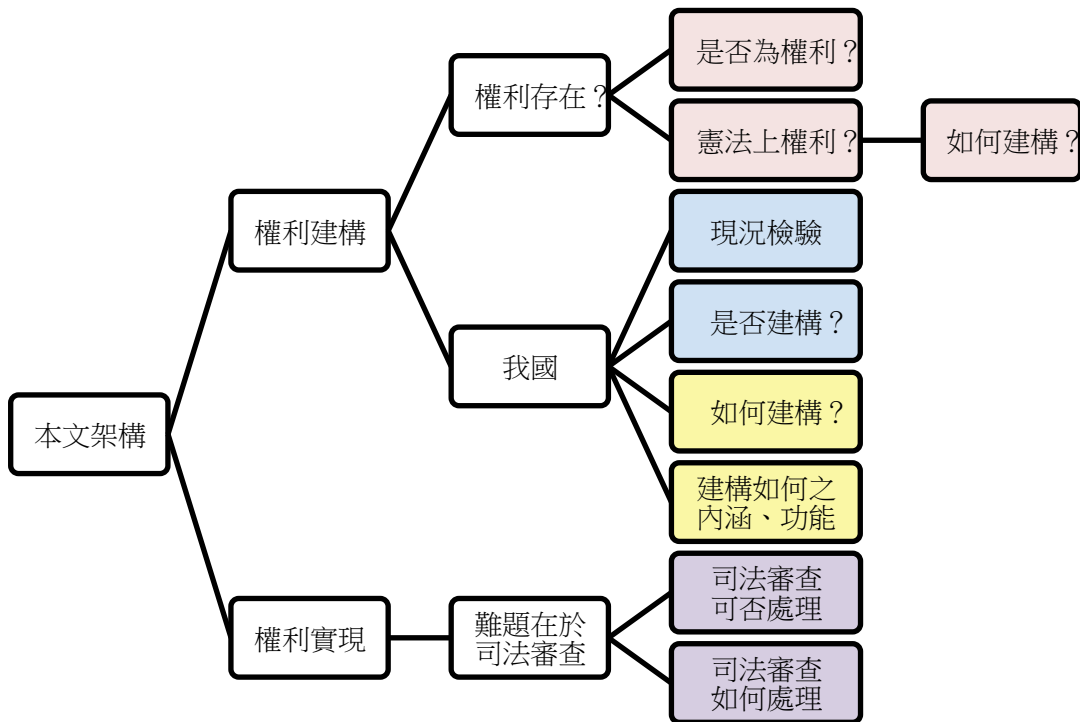 本文架構
權利建構
權利存在？
是否為權利？
憲法上權利？
如何建構？
我國
現況檢驗
是否建構？
如何建構？
建構如何之
內涵、功能
權利實現
難題在於
司法審查
司法審查
可否處理
司法審查
如何處理